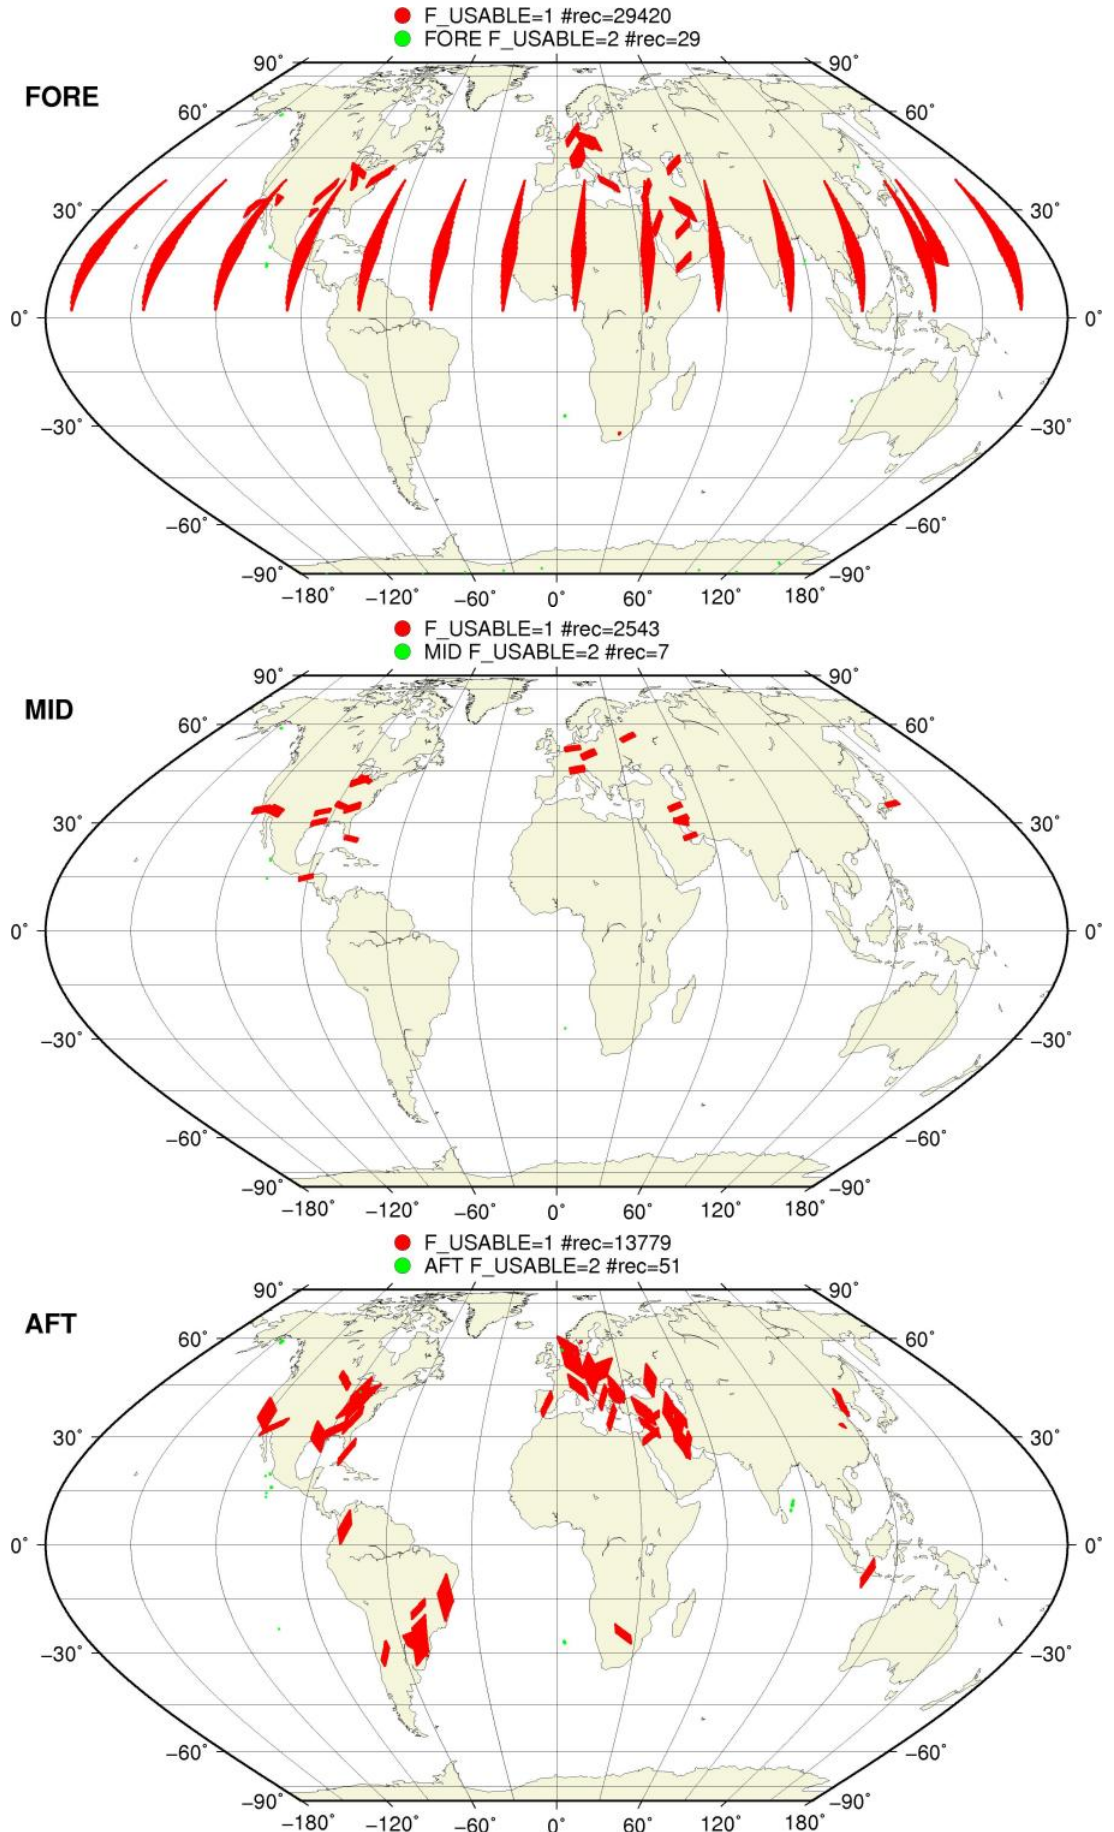 F_USABLE=1 #rec=29420
FORE F_USABLE=2 #rec=29
FORE
90° 90°
60° 60°
30° 30°
0° 0°
−30° −30°
−60° −60°
−90° −90°
−180° −120° −60° 0° 60° 120° 180°
F_USABLE=1 #rec=2543
MID F_USABLE=2 #rec=7
MID
90° 90°
60° 60°
30° 30°
0° 0°
−30° −30°
−60° −60°
−90° −90°
−180° −120° −60° 0° 60° 120° 180°
F_USABLE=1 #rec=13779
AFT F_USABLE=2 #rec=51
AFT
90° 90°
60° 60°
30° 30°
0° 0°
−30° −30°
−60° −60°
−90° −90°
−180° −120° −60° 0° 60° 120° 180°